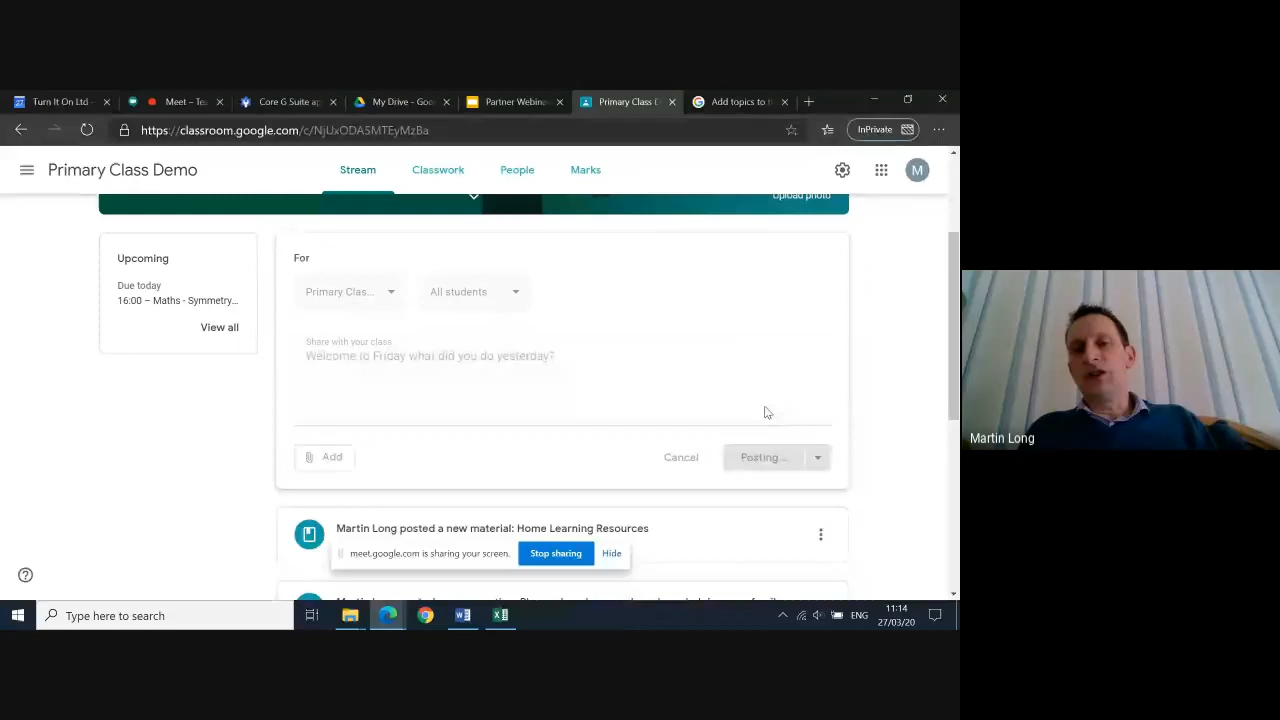 Turn It On Ltd -
Meet – Te
Core G Suite ap
My Drive - Goo
Partner Webina
Primary Class D
Add topics to t
https://classroom.google.com/c/NjUxODA5MTEyMzBa
InPrivate
Primary Class Demo
Stream
Classwork
People
Marks
M
Upload photo
Upcoming
Due today
16:00 – Maths - Symmetry...
View all
For
Primary Clas...
All students
Share with your class
Welcome to Friday what did you do yesterday?
Add
Cancel
Posting...
Martin Long posted a new material: Home Learning Resources
meet.google.com is sharing your screen.
Stop sharing
Hide
Type here to search
ENG
11:14
27/03/20
Martin Long